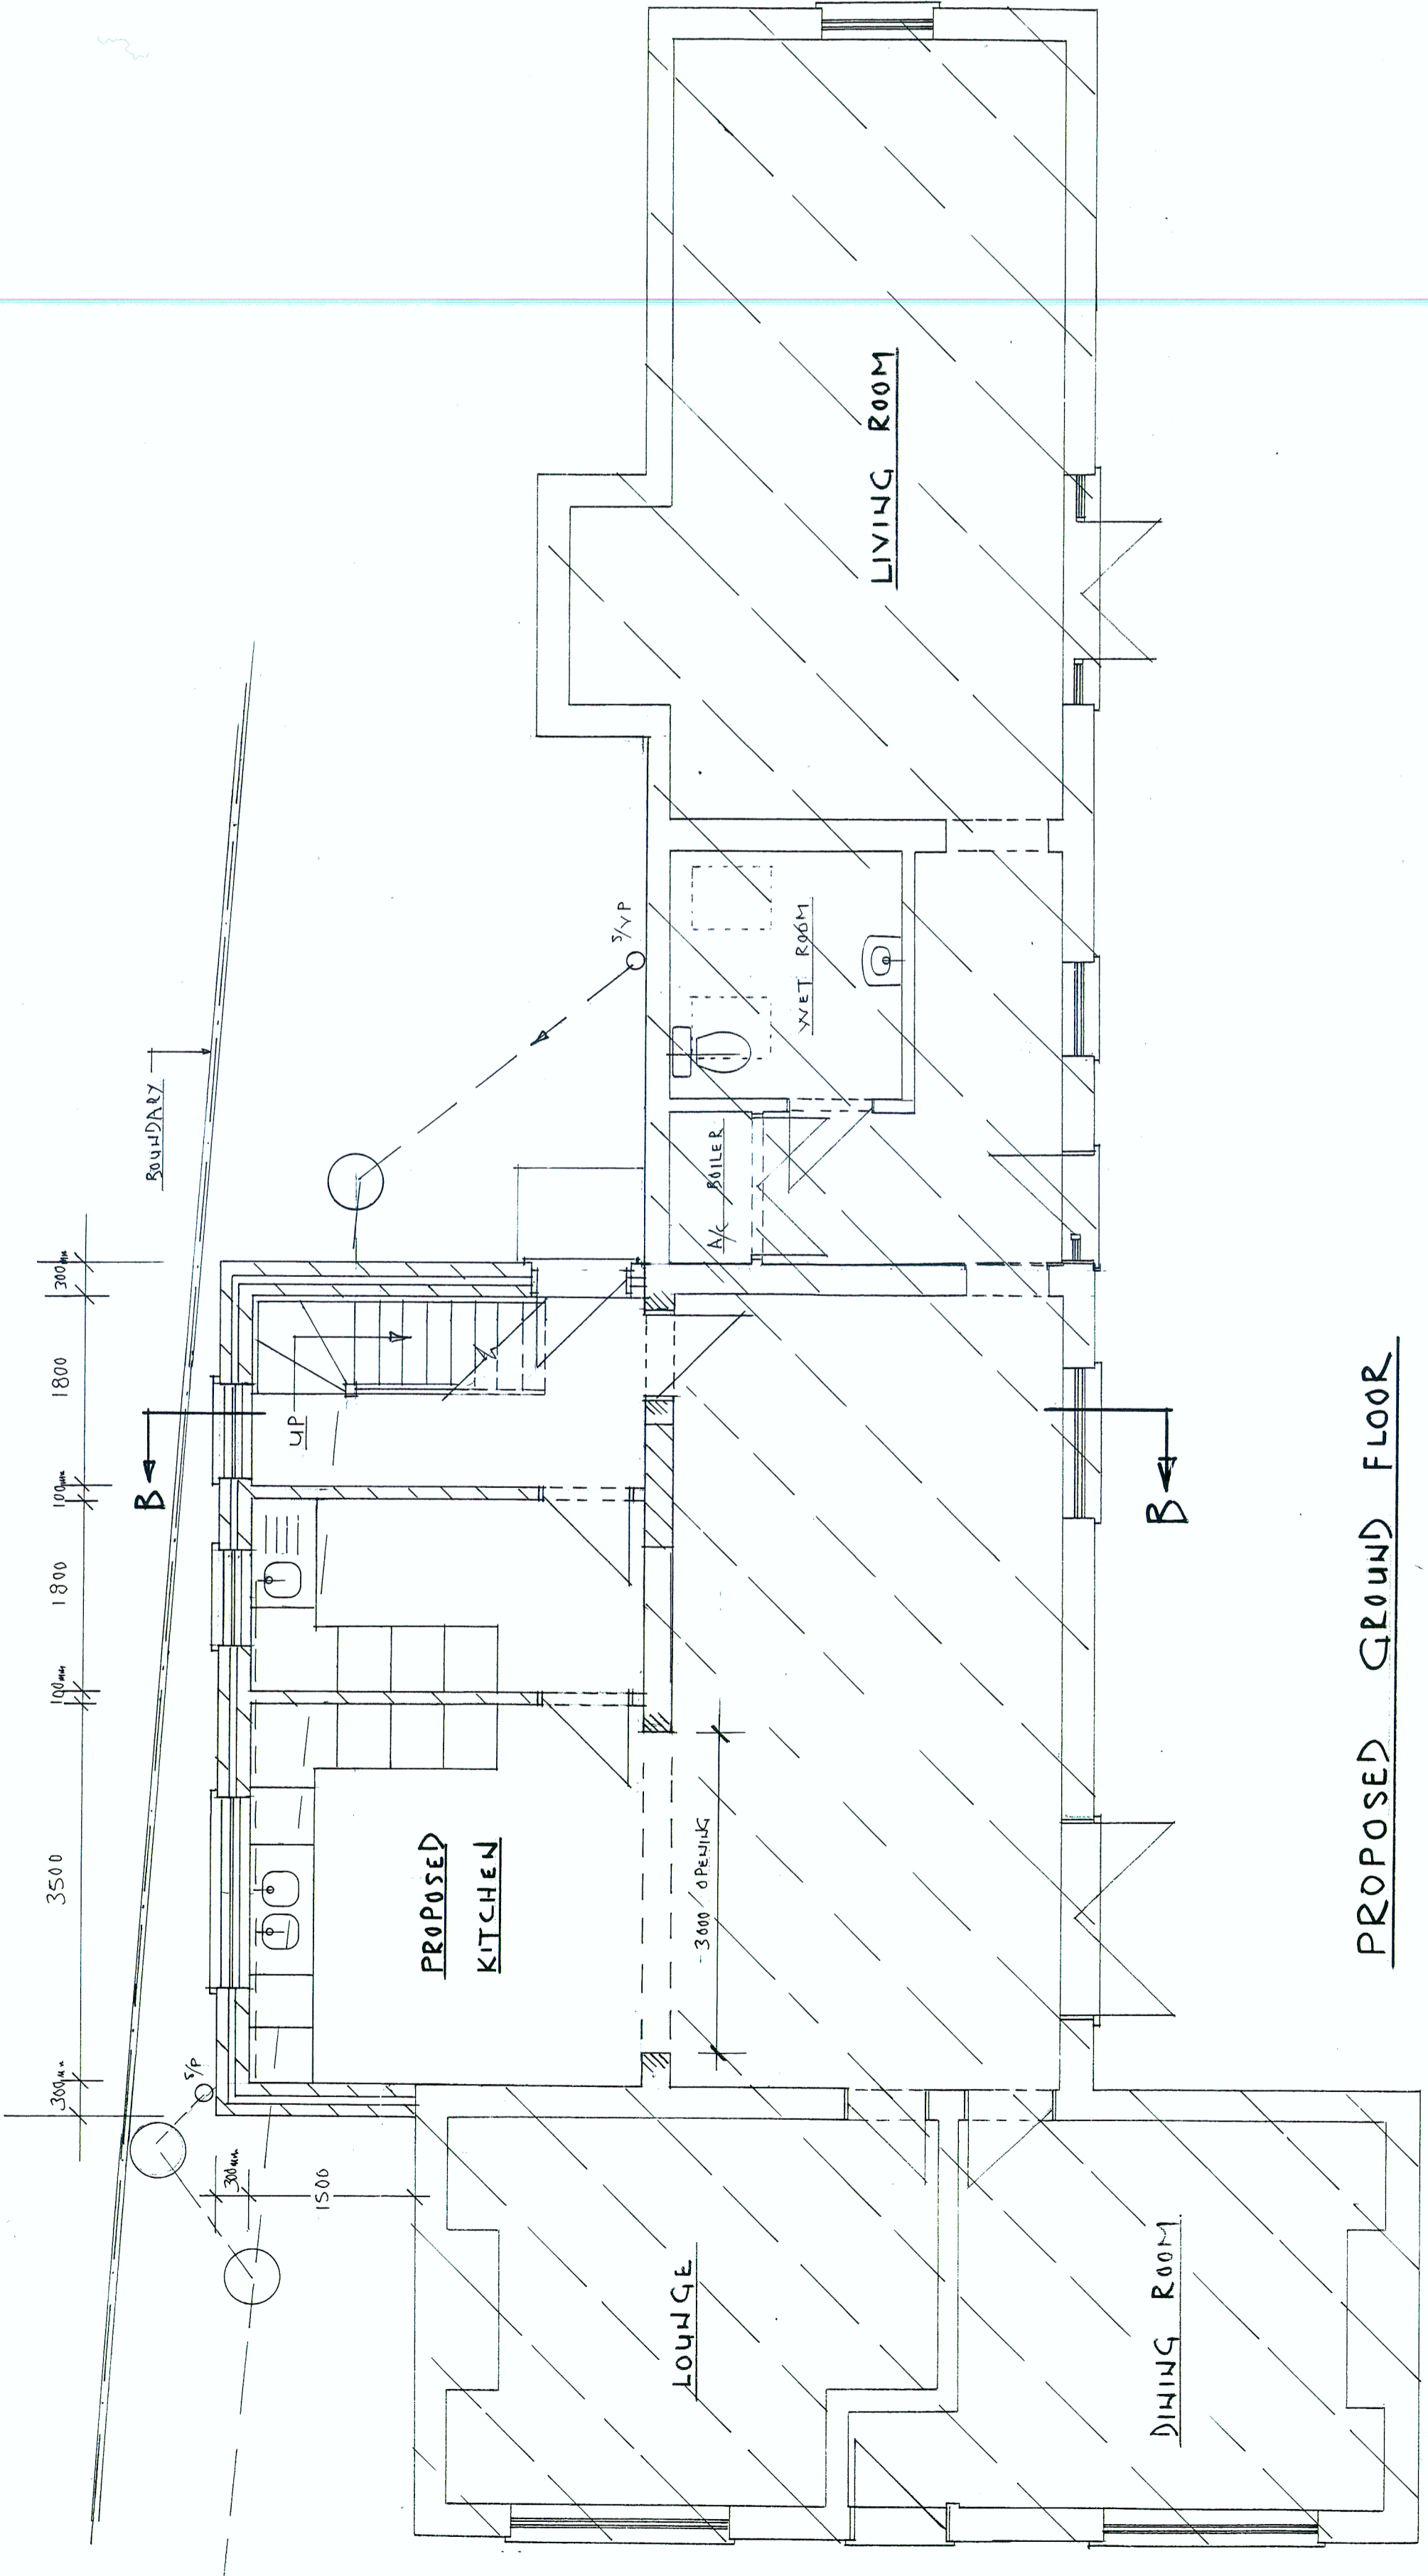 BOUNDARY
300mm
1800
100mm
1800
100mm
3500
300mm
300mm
1500
S/P
S/VP
UP
B
B
LIVING ROOM
WET ROOM
A/C BOILER
PROPOSED
KITCHEN
3000 OPENING
LOUNGE
DINING ROOM
PROPOSED GROUND FLOOR